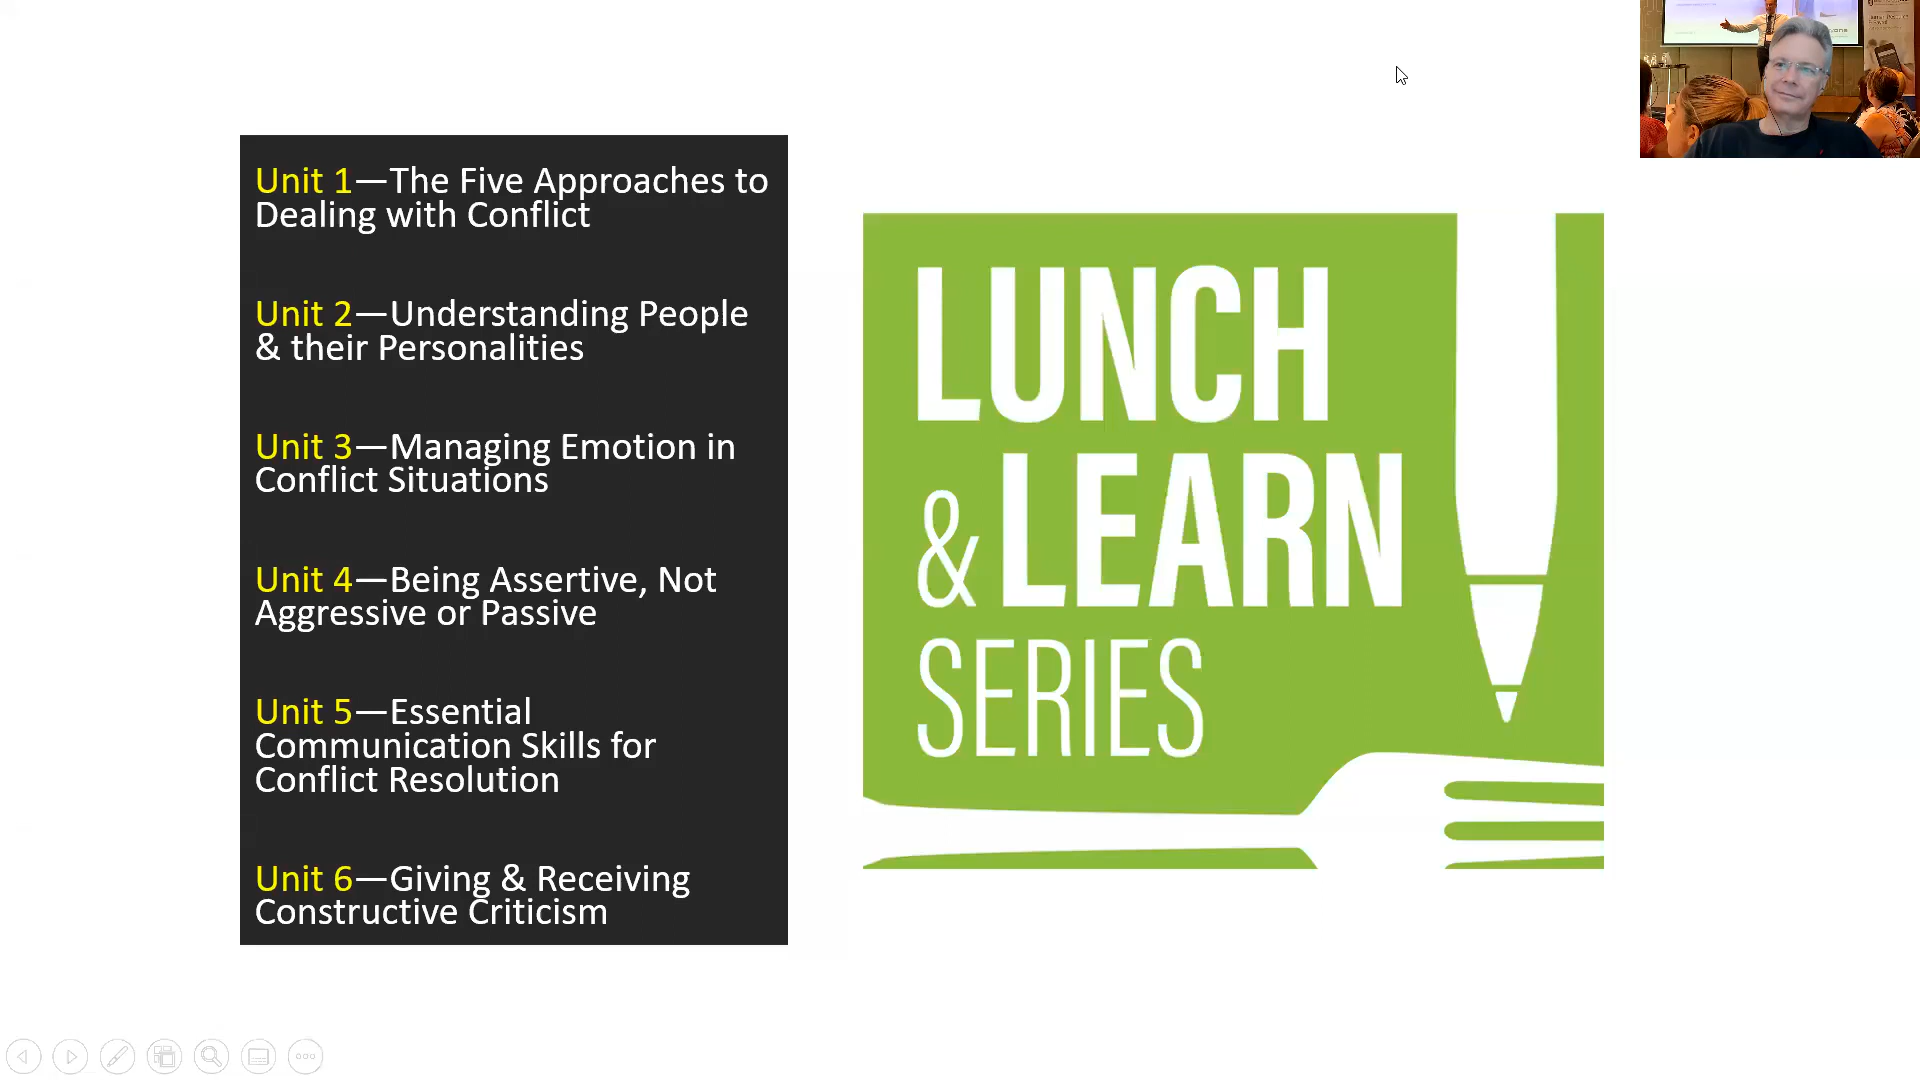 Unit 1—The Five Approaches to
Dealing with Conflict
Unit 2—Understanding People
& their Personalities
Unit 3—Managing Emotion in
Conflict Situations
Unit 4—Being Assertive, Not
Aggressive or Passive
Unit 5—Essential
Communication Skills for
Conflict Resolution
Unit 6—Giving & Receiving
Constructive Criticism
LUNCH
& LEARN
SERIES